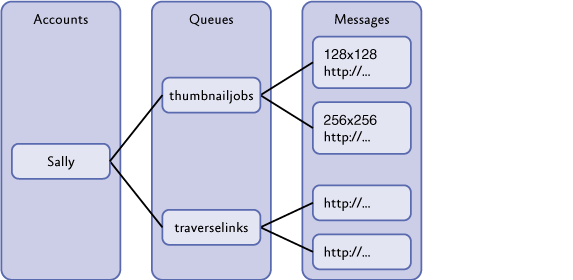 Accounts
Queues
Messages
128x128
http://...
thumbnailjobs
256x256
http://...
Sally
http://...
traverselinks
http://...